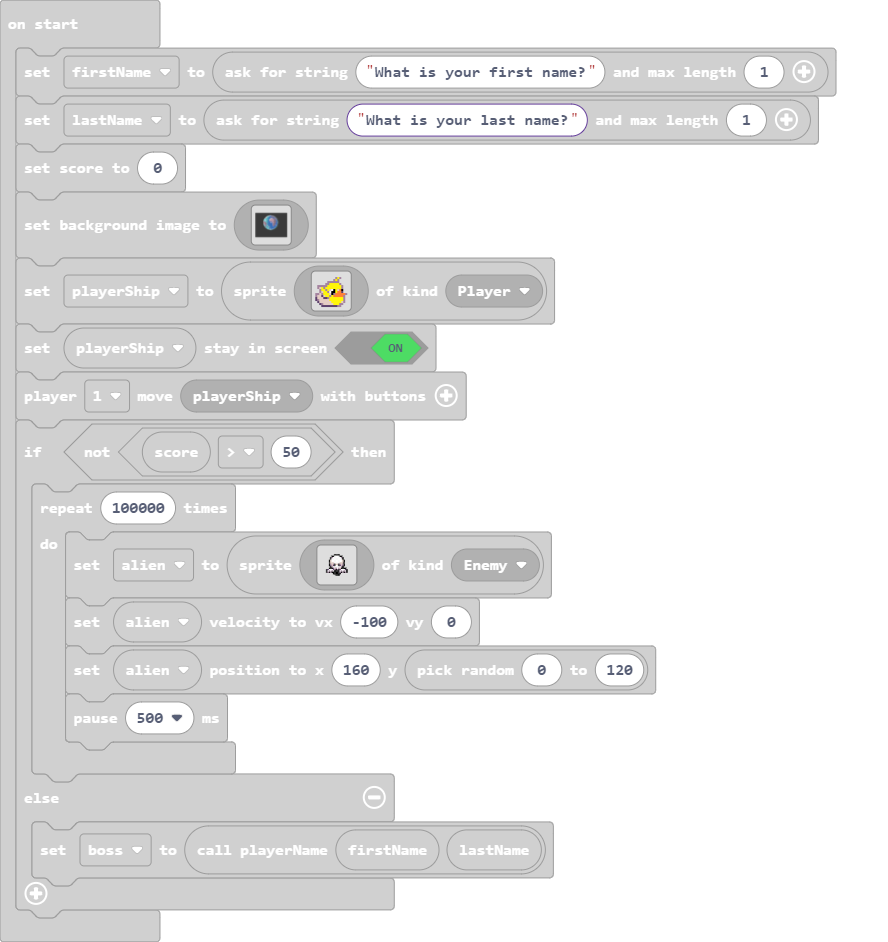 on start
set firstName to ask for string "What is your first name?" and max length 1
set lastName to ask for string "What is your last name?" and max length 1
set score to 0
set background image to
set playerShip to sprite of kind Player
set playerShip stay in screen ON
player 1 move playerShip with buttons
if not score > 50 then
repeat 100000 times
do
set alien to sprite of kind Enemy
set alien velocity to vx -100 vy 0
set alien position to x 160 y pick random 0 to 120
pause 500 ms
else
set boss to call playerName firstName lastName